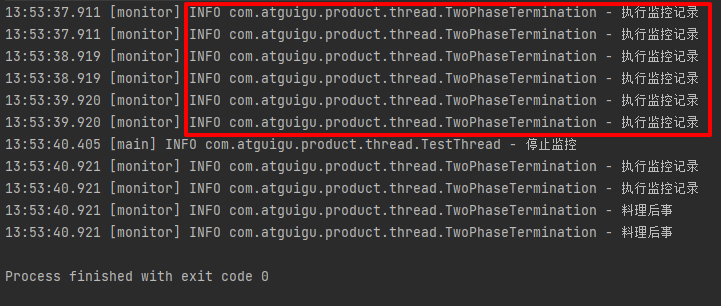 13:53:37.911 [monitor] INFO com.atguigu.product.thread.TwoPhaseTermination - 执行监控记录
13:53:37.911 [monitor] INFO com.atguigu.product.thread.TwoPhaseTermination - 执行监控记录
13:53:38.919 [monitor] INFO com.atguigu.product.thread.TwoPhaseTermination - 执行监控记录
13:53:38.919 [monitor] INFO com.atguigu.product.thread.TwoPhaseTermination - 执行监控记录
13:53:39.920 [monitor] INFO com.atguigu.product.thread.TwoPhaseTermination - 执行监控记录
13:53:39.920 [monitor] INFO com.atguigu.product.thread.TwoPhaseTermination - 执行监控记录
13:53:40.405 [main] INFO com.atguigu.product.thread.TestThread - 停止监控
13:53:40.921 [monitor] INFO com.atguigu.product.thread.TwoPhaseTermination - 执行监控记录
13:53:40.921 [monitor] INFO com.atguigu.product.thread.TwoPhaseTermination - 执行监控记录
13:53:40.921 [monitor] INFO com.atguigu.product.thread.TwoPhaseTermination - 料理后事
13:53:40.921 [monitor] INFO com.atguigu.product.thread.TwoPhaseTermination - 料理后事
Process finished with exit code 0